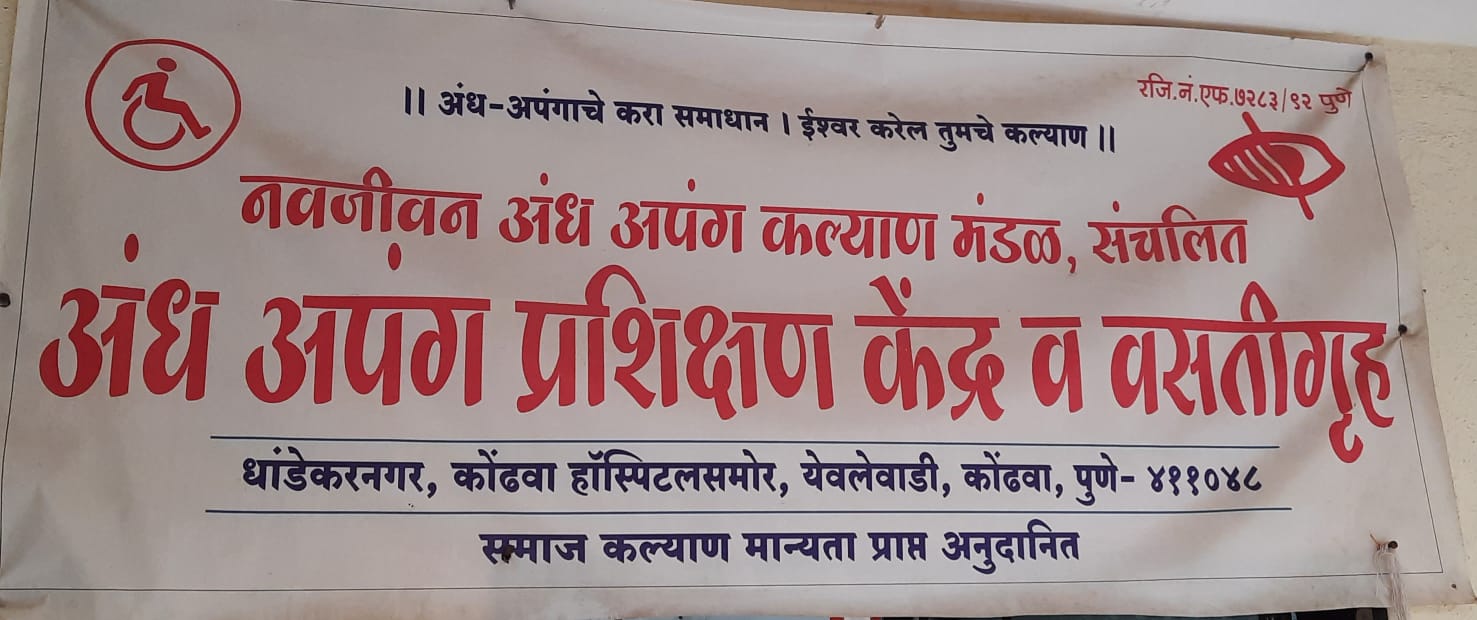 रजि.नं.एफ.७२८३/९२ पुणे
|| अंध-अपंगाचे करा समाधान | ईश्वर करेल तुमचे कल्याण ||
नवजीवन अंध अपंग कल्याण मंडळ, संचलित
अंध अपंग प्रशिक्षण केंद्र व वसतीगृह
धांडेकरनगर, कोंढवा हॉस्पिटलसमोर, येवलेवाडी, कोंढवा, पुणे- ४११०४८
समाज कल्याण मान्यता प्राप्त अनुदानित